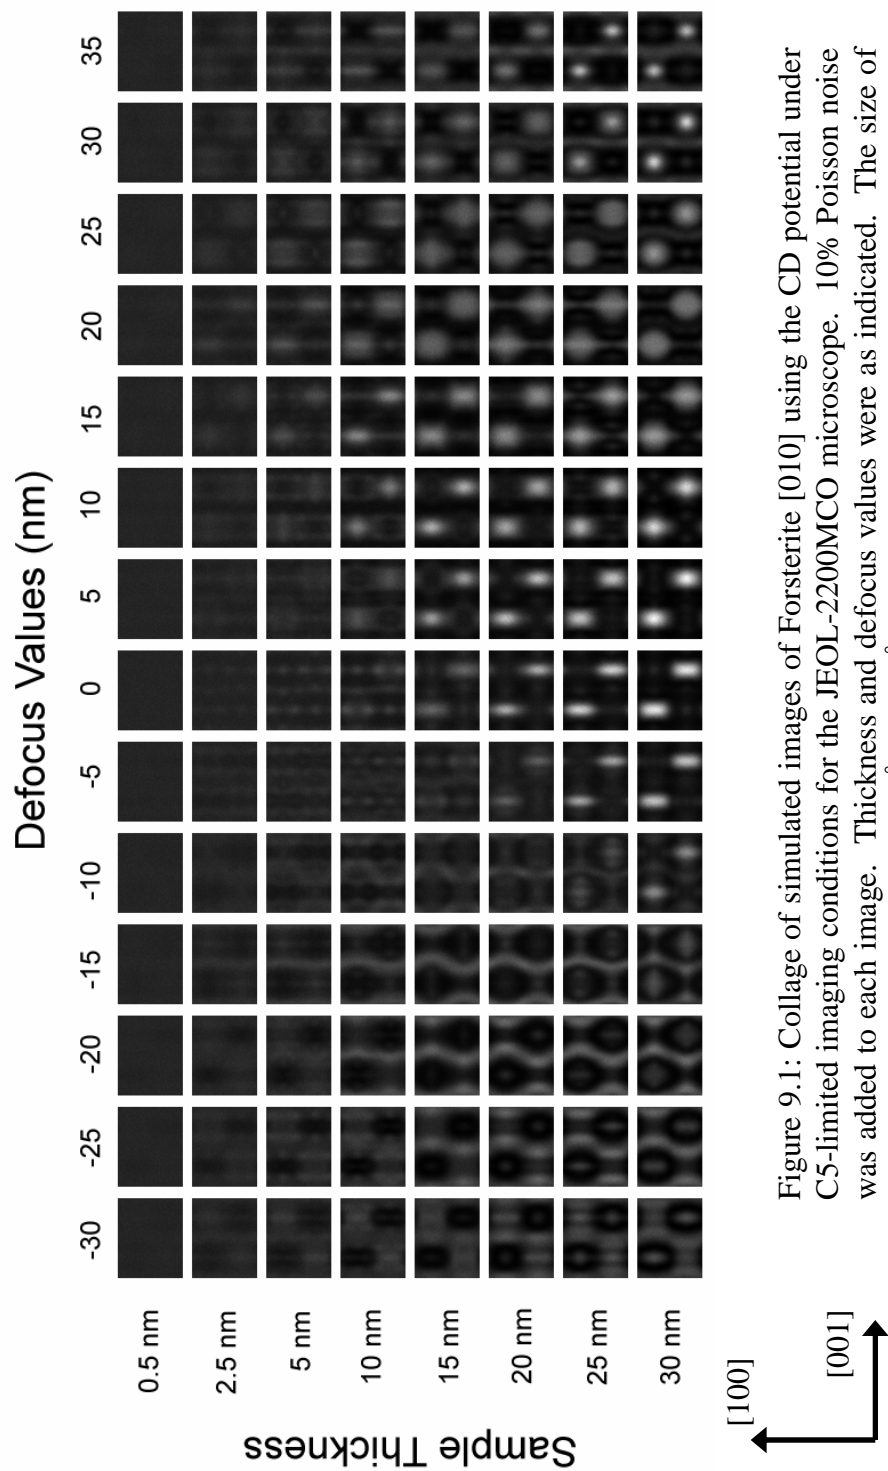 Defocus Values (nm)
-30 -25 -20 -15 -10 -5 0 5 10 15 20 25 30 35
Sample Thickness
0.5 nm
2.5 nm
5 nm
10 nm
15 nm
20 nm
25 nm
30 nm
[100]
[001]
Figure 9.1: Collage of simulated images of Forsterite [010] using the CD potential under
C5-limited imaging conditions for the JEOL-2200MCO microscope. 10% Poisson noise
was added to each image. Thickness and defocus values were as indicated. The size of